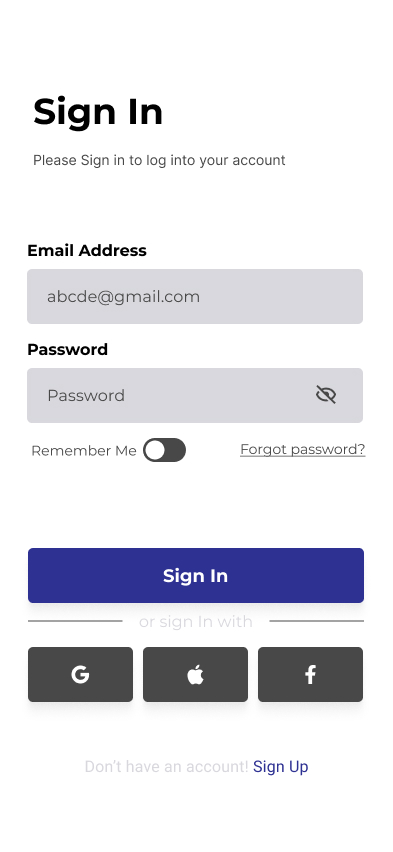 Sign In
Please Sign in to log into your account
Email Address
abcde@gmail.com
Password
Password
Remember Me Forgot password?
Sign In
or sign In with
G
f
Don't have an account! Sign Up